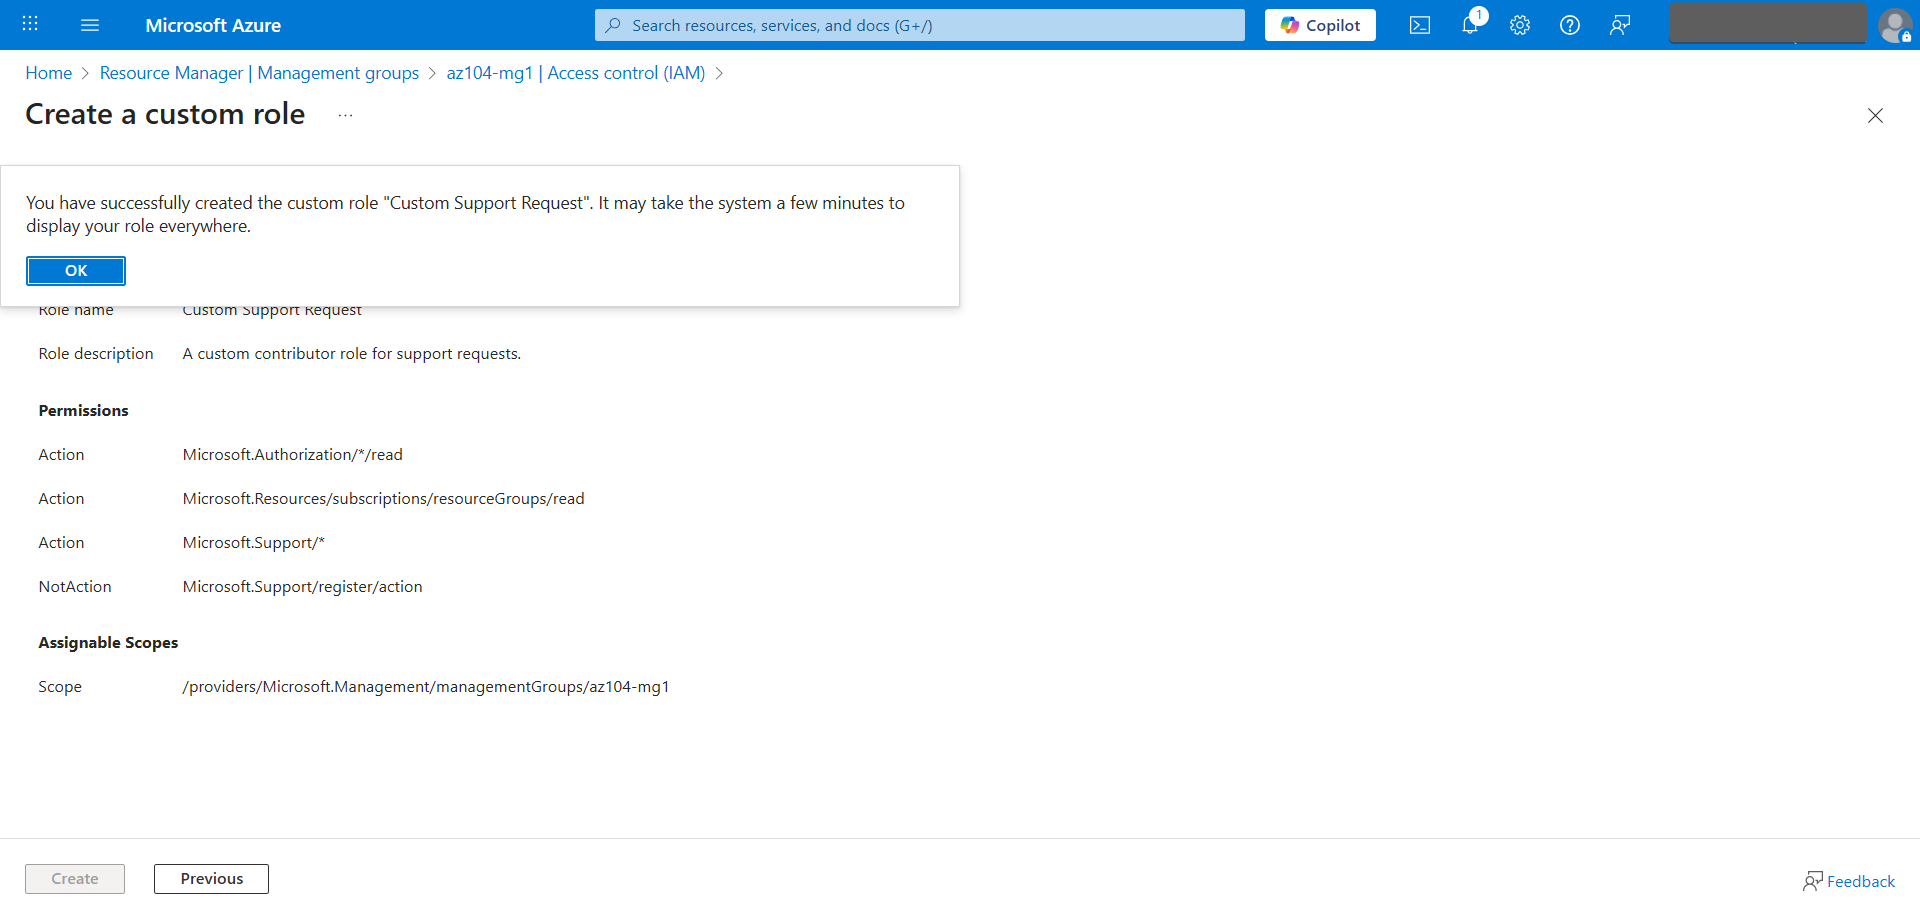 Microsoft Azure
Search resources, services, and docs (G+/)
Copilot
1
Home > Resource Manager | Management groups > az104-mg1 | Access control (IAM) >
Create a custom role ...
You have successfully created the custom role "Custom Support Request". It may take the system a few minutes to
display your role everywhere.
OK
Role name Custom Support Request
Role description A custom contributor role for support requests.
Permissions
Action Microsoft.Authorization/*/read
Action Microsoft.Resources/subscriptions/resourceGroups/read
Action Microsoft.Support/*
NotAction Microsoft.Support/register/action
Assignable Scopes
Scope /providers/Microsoft.Management/managementGroups/az104-mg1
Create
Previous
Feedback